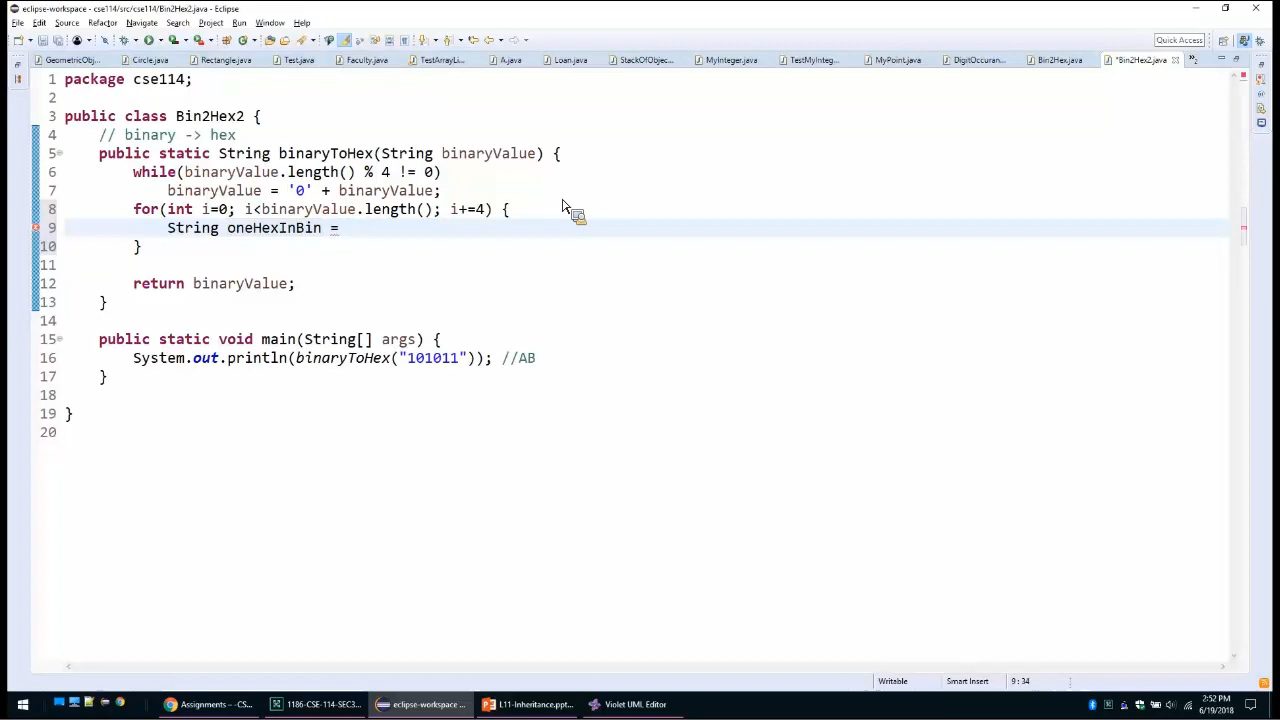 eclipse-workspace - cse114/src/cse114/Bin2Hex2.java - Eclipse
File Edit Source Refactor Navigate Search Project Run Window Help
Quick Access
GeometricObj... Circle.java Rectangle.java Test.java Faculty.java TestArrayLi... A.java Loan.java StackOfObjec... MyInteger.java TestMyInteg... MyPoint.java DigitOccuran... Bin2Hex.java *Bin2Hex2.java
1 package cse114;
2
3 public class Bin2Hex2 {
4 // binary -> hex
5 public static String binaryToHex(String binaryValue) {
6 while(binaryValue.length() % 4 != 0)
7 binaryValue = '0' + binaryValue;
8 for(int i=0; i<binaryValue.length(); i+=4) {
9 String oneHexInBin =
10 }
11
12 return binaryValue;
13 }
14
15 public static void main(String[] args) {
16 System.out.println(binaryToHex("101011")); //AB
17 }
18
19 }
20
Writable Smart Insert 9 : 34
Assignments – -CS... 1186-CSE-114-SEC3... eclipse-workspace ... L11-Inheritance.ppt... Violet UML Editor
2:52 PM
6/19/2018